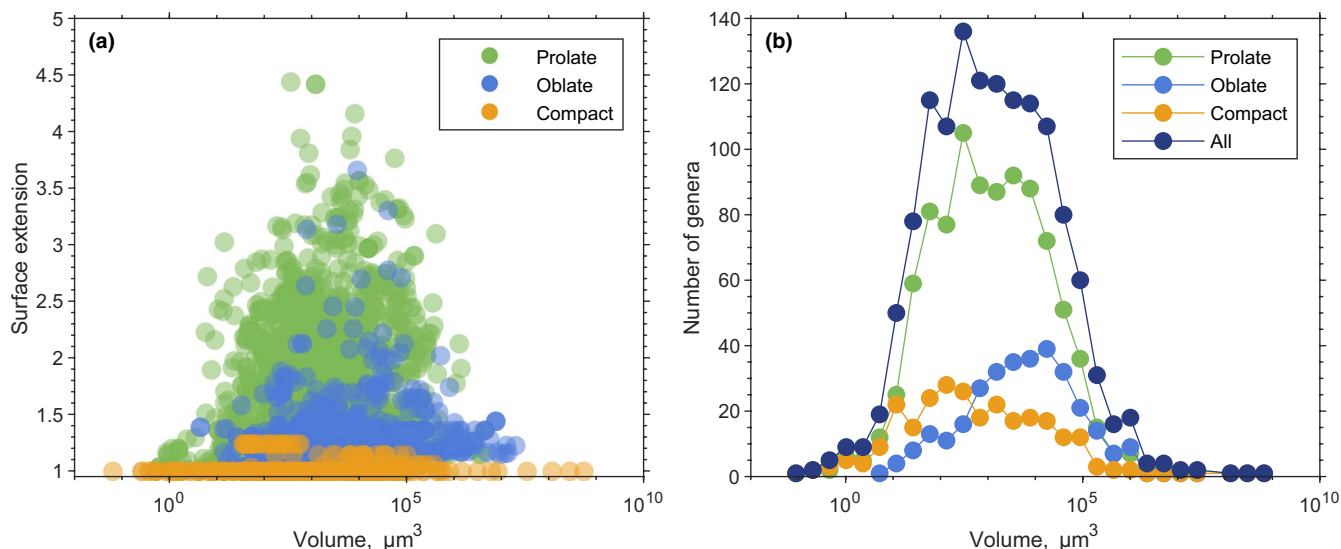 (a)
Prolate
Oblate
Compact
Surface extension
5
4.5
4
3.5
3
2.5
2
1.5
1
10^0
10^5
10^10
Volume, μm^3
(b)
Prolate
Oblate
Compact
All
Number of genera
140
120
100
80
60
40
20
0
10^0
10^5
10^10
Volume, μm^3